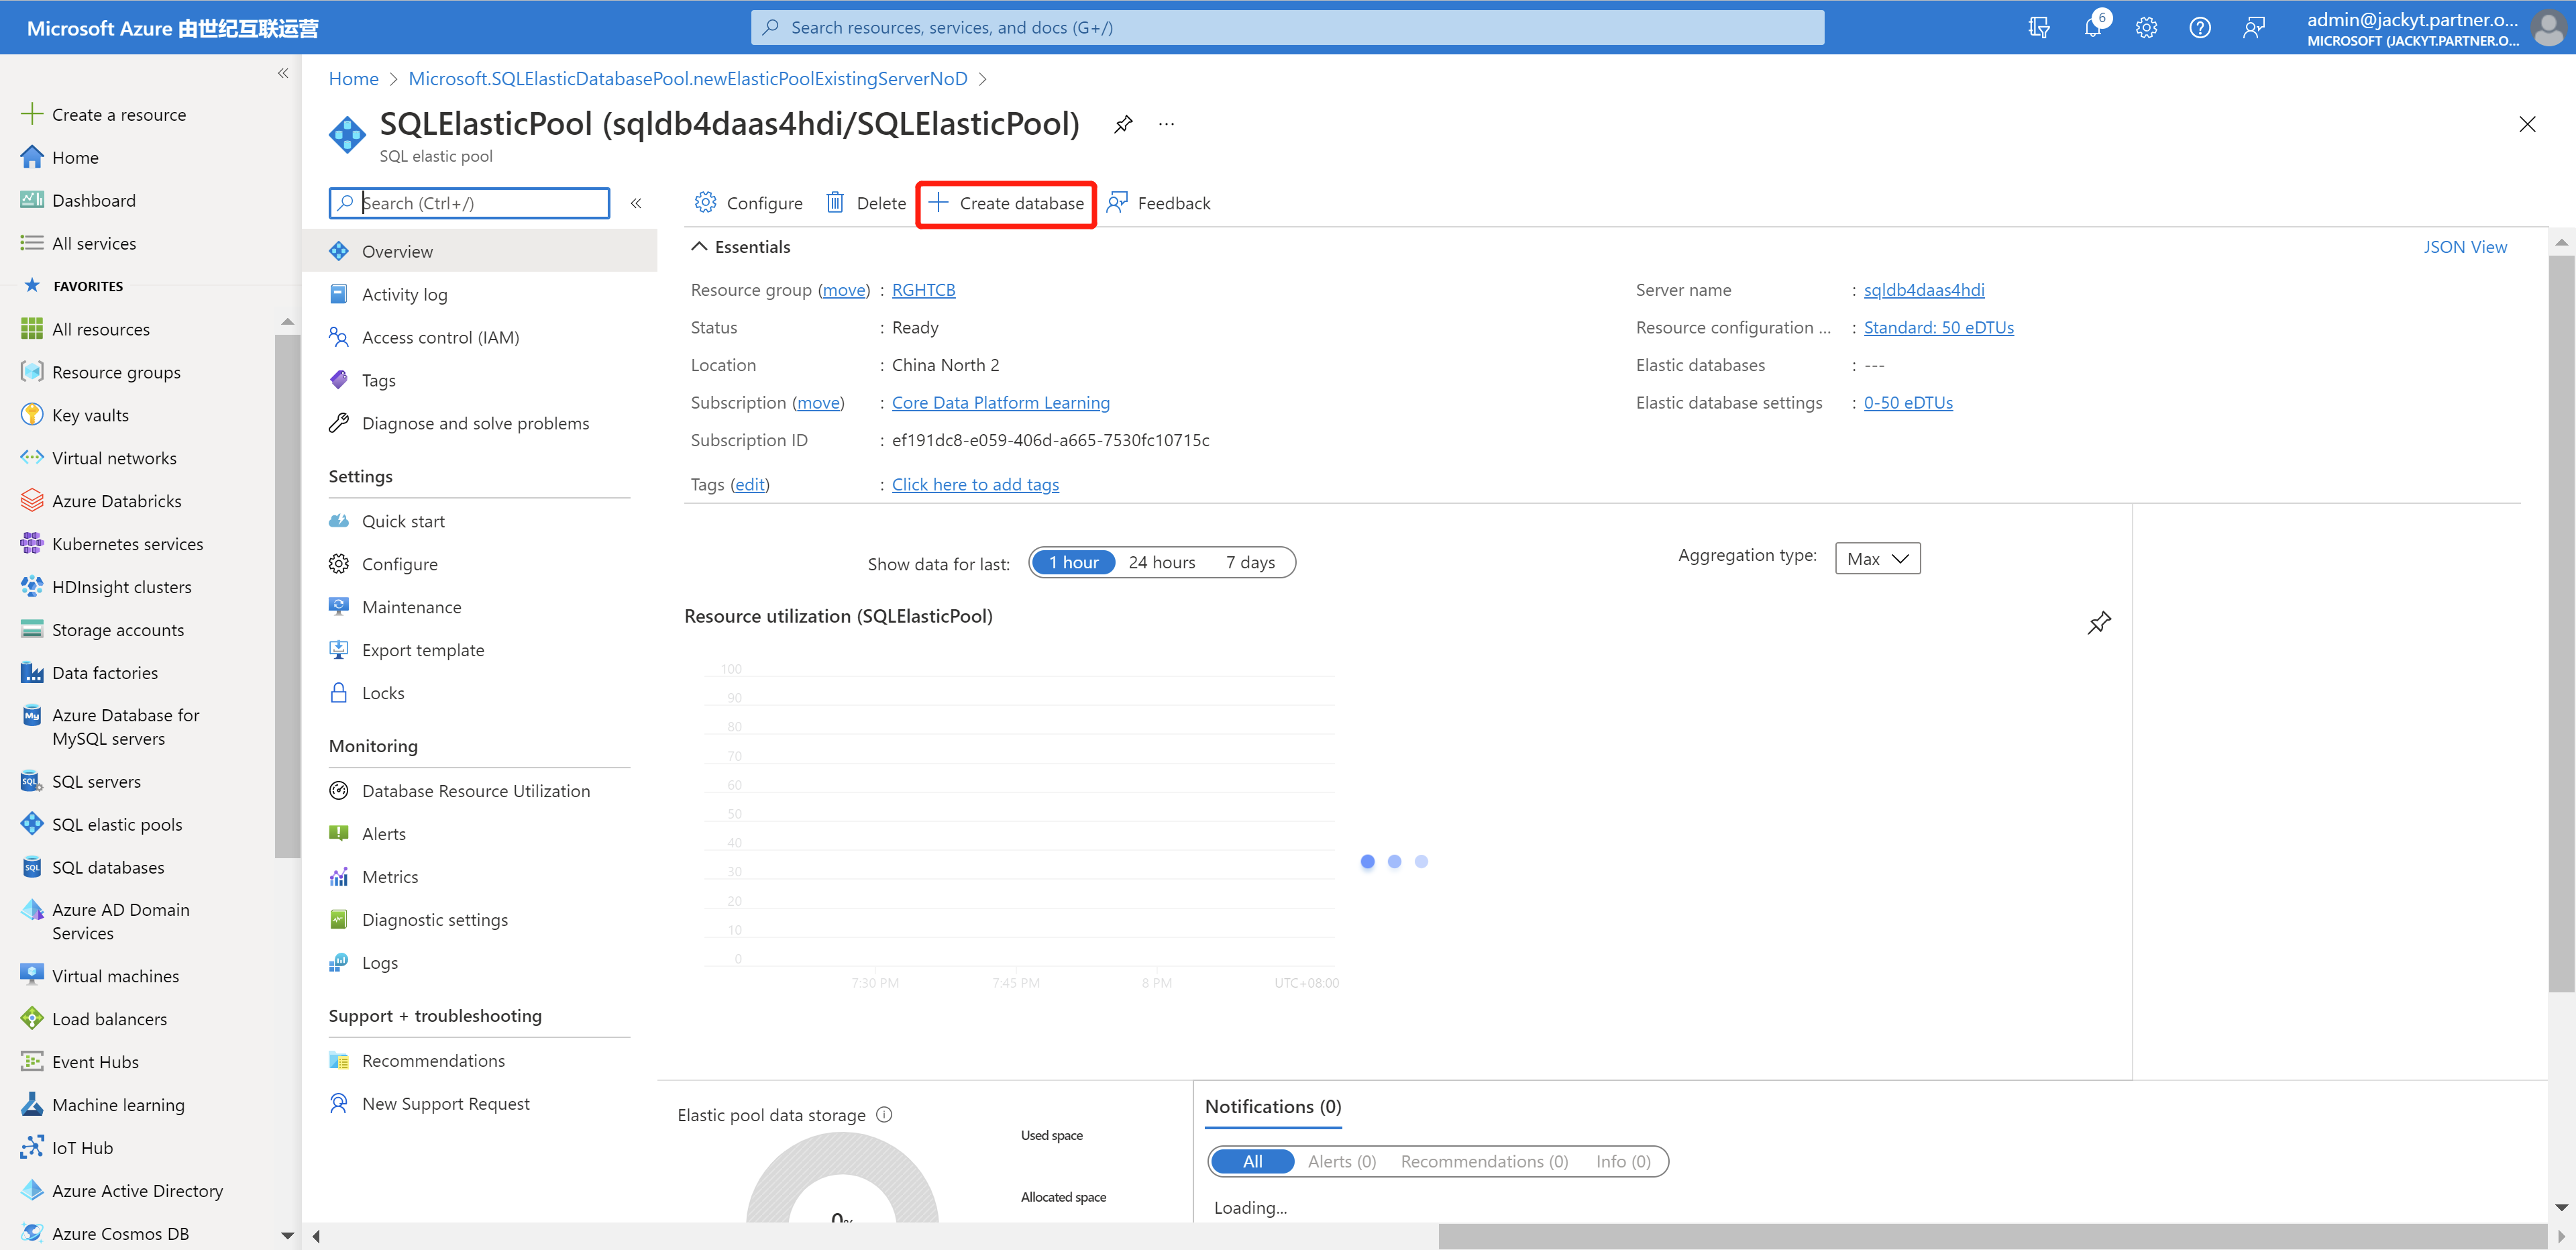 Microsoft Azure 由世纪互联运营
Search resources, services, and docs (G+/)
6
admin@jackyt.partner.o...
MICROSOFT (JACKYT.PARTNER.O...
Create a resource
Home
Dashboard
All services
FAVORITES
All resources
Resource groups
Key vaults
Virtual networks
Azure Databricks
Kubernetes services
HDInsight clusters
Storage accounts
Data factories
Azure Database for
MySQL servers
SQL servers
SQL elastic pools
SQL databases
Azure AD Domain
Services
Virtual machines
Load balancers
Event Hubs
Machine learning
IoT Hub
Azure Active Directory
Azure Cosmos DB
Home > Microsoft.SQLElasticDatabasePool.newElasticPoolExistingServerNoD >
SQLElasticPool (sqldb4daas4hdi/SQLElasticPool)
SQL elastic pool
Search (Ctrl+/)
Overview
Activity log
Access control (IAM)
Tags
Diagnose and solve problems
Settings
Quick start
Configure
Maintenance
Export template
Locks
Monitoring
Database Resource Utilization
Alerts
Metrics
Diagnostic settings
Logs
Support + troubleshooting
Recommendations
New Support Request
Configure Delete Create database Feedback
Essentials
JSON View
Resource group (move) : RGHTCB
Status : Ready
Location : China North 2
Subscription (move) : Core Data Platform Learning
Subscription ID : ef191dc8-e059-406d-a665-7530fc10715c
Tags (edit) : Click here to add tags
Server name : sqldb4daas4hdi
Resource configuration ... : Standard: 50 eDTUs
Elastic databases : ---
Elastic database settings : 0-50 eDTUs
Show data for last: 1 hour 24 hours 7 days
Aggregation type: Max
Resource utilization (SQLElasticPool)
100
90
80
70
60
50
40
30
20
10
0
7:30 PM 7:45 PM 8 PM UTC+08:00
Elastic pool data storage
Used space
Allocated space
0%
Notifications (0)
All Alerts (0) Recommendations (0) Info (0)
Loading...